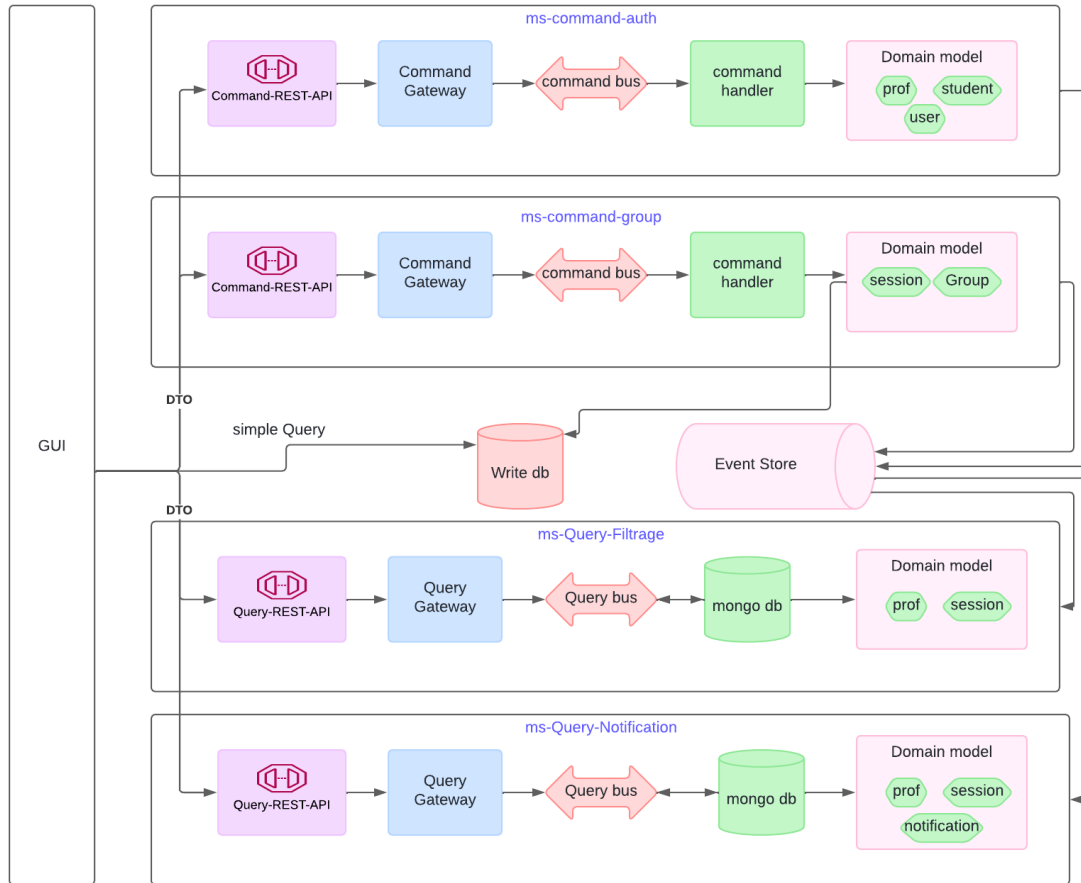 ms-command-auth
Command-REST-API
Command
Gateway
command bus
command
handler
Domain model
prof
student
user
ms-command-group
Command-REST-API
Command
Gateway
command bus
command
handler
Domain model
session
Group
GUI
DTO
simple Query
Write db
Event Store
DTO
ms-Query-Filtrage
Query-REST-API
Query
Gateway
Query bus
mongo db
Domain model
prof
session
ms-Query-Notification
Query-REST-API
Query
Gateway
Query bus
mongo db
Domain model
prof
session
notification